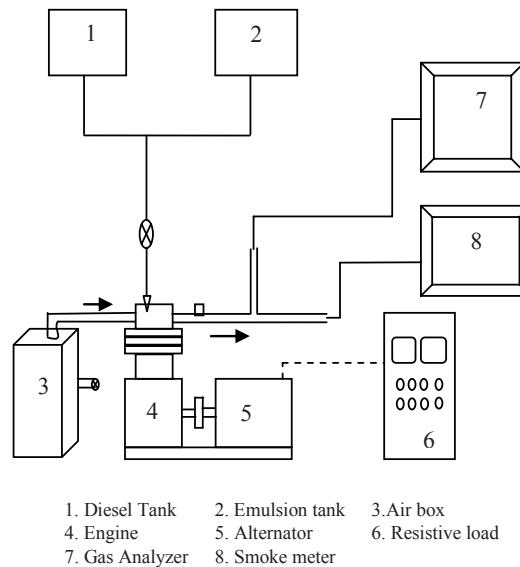 1
2
7
8
3
4
5
6
1. Diesel Tank 2. Emulsion tank 3.Air box
4. Engine 5. Alternator 6. Resistive load
7. Gas Analyzer 8. Smoke meter